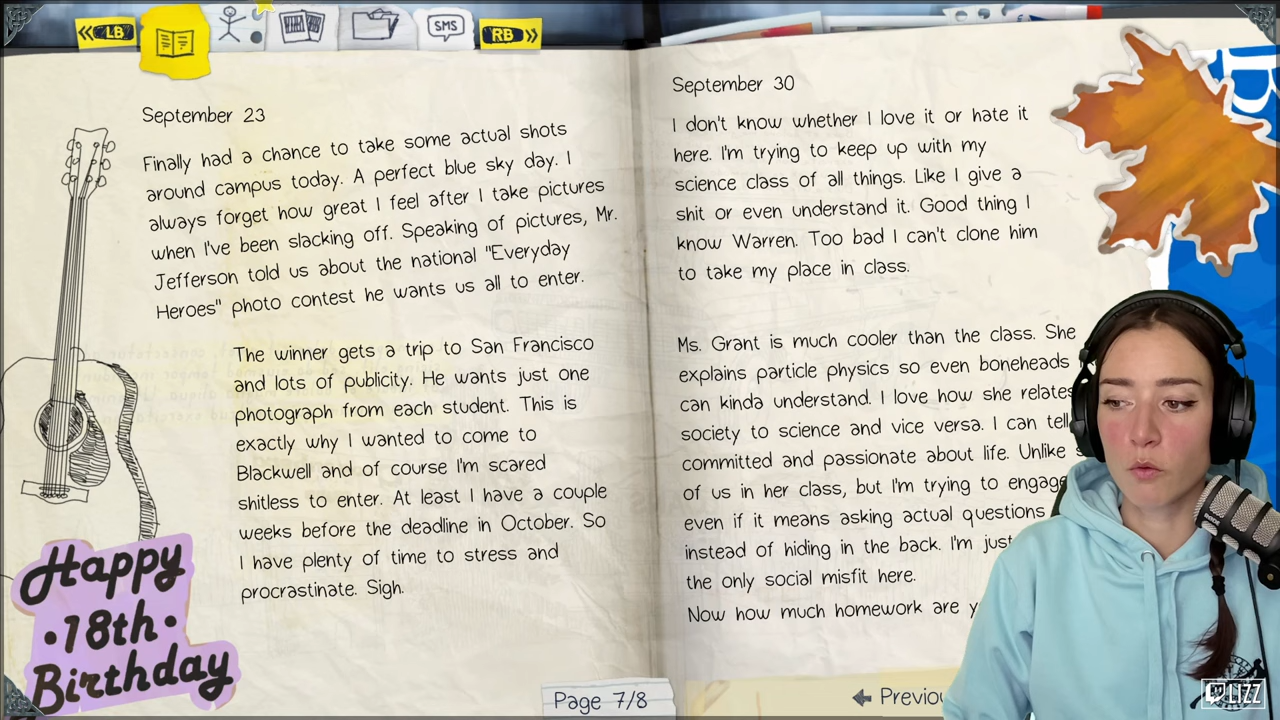 LB
SMS
RB
September 23
Finally had a chance to take some actual shots
around campus today. A perfect blue sky day. I
always forget how great I feel after I take pictures
when I've been slacking off. Speaking of pictures, Mr.
Jefferson told us about the national "Everyday
Heroes" photo contest he wants us all to enter.
The winner gets a trip to San Francisco
and lots of publicity. He wants just one
photograph from each student. This is
exactly why I wanted to come to
Blackwell and of course I'm scared
shitless to enter. At least I have a couple
weeks before the deadline in October. So
I have plenty of time to stress and
procrastinate. Sigh.
Happy
•18th•
Birthday
Page 7/8
September 30
I don't know whether I love it or hate it
here. I'm trying to keep up with my
science class of all things. Like I give a
shit or even understand it. Good thing I
know Warren. Too bad I can't clone him
to take my place in class.
Ms. Grant is much cooler than the class. She
explains particle physics so even boneheads
can kinda understand. I love how she relates
society to science and vice versa. I can tell
committed and passionate about life. Unlike
of us in her class, but I'm trying to engage
even if it means asking actual questions
instead of hiding in the back. I'm just
the only social misfit here.
Now how much homework are
Previou
LIZZ